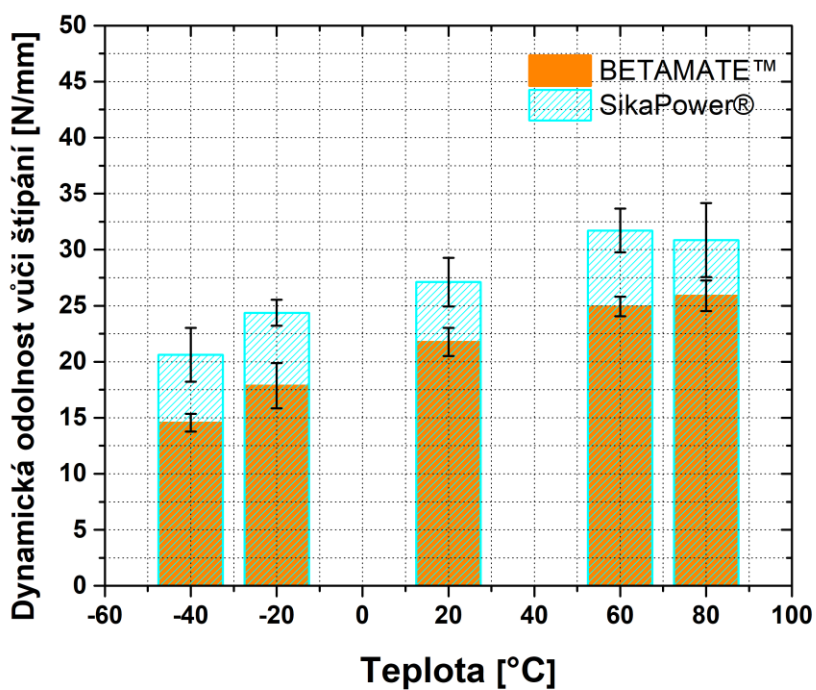 Dynamická odolnost vůči štípání [N/mm]
50
45
40
35
30
25
20
15
10
5
0
BETAMATE™
SikaPower®
-60 -40 -20 0 20 40 60 80 100
Teplota [°C]